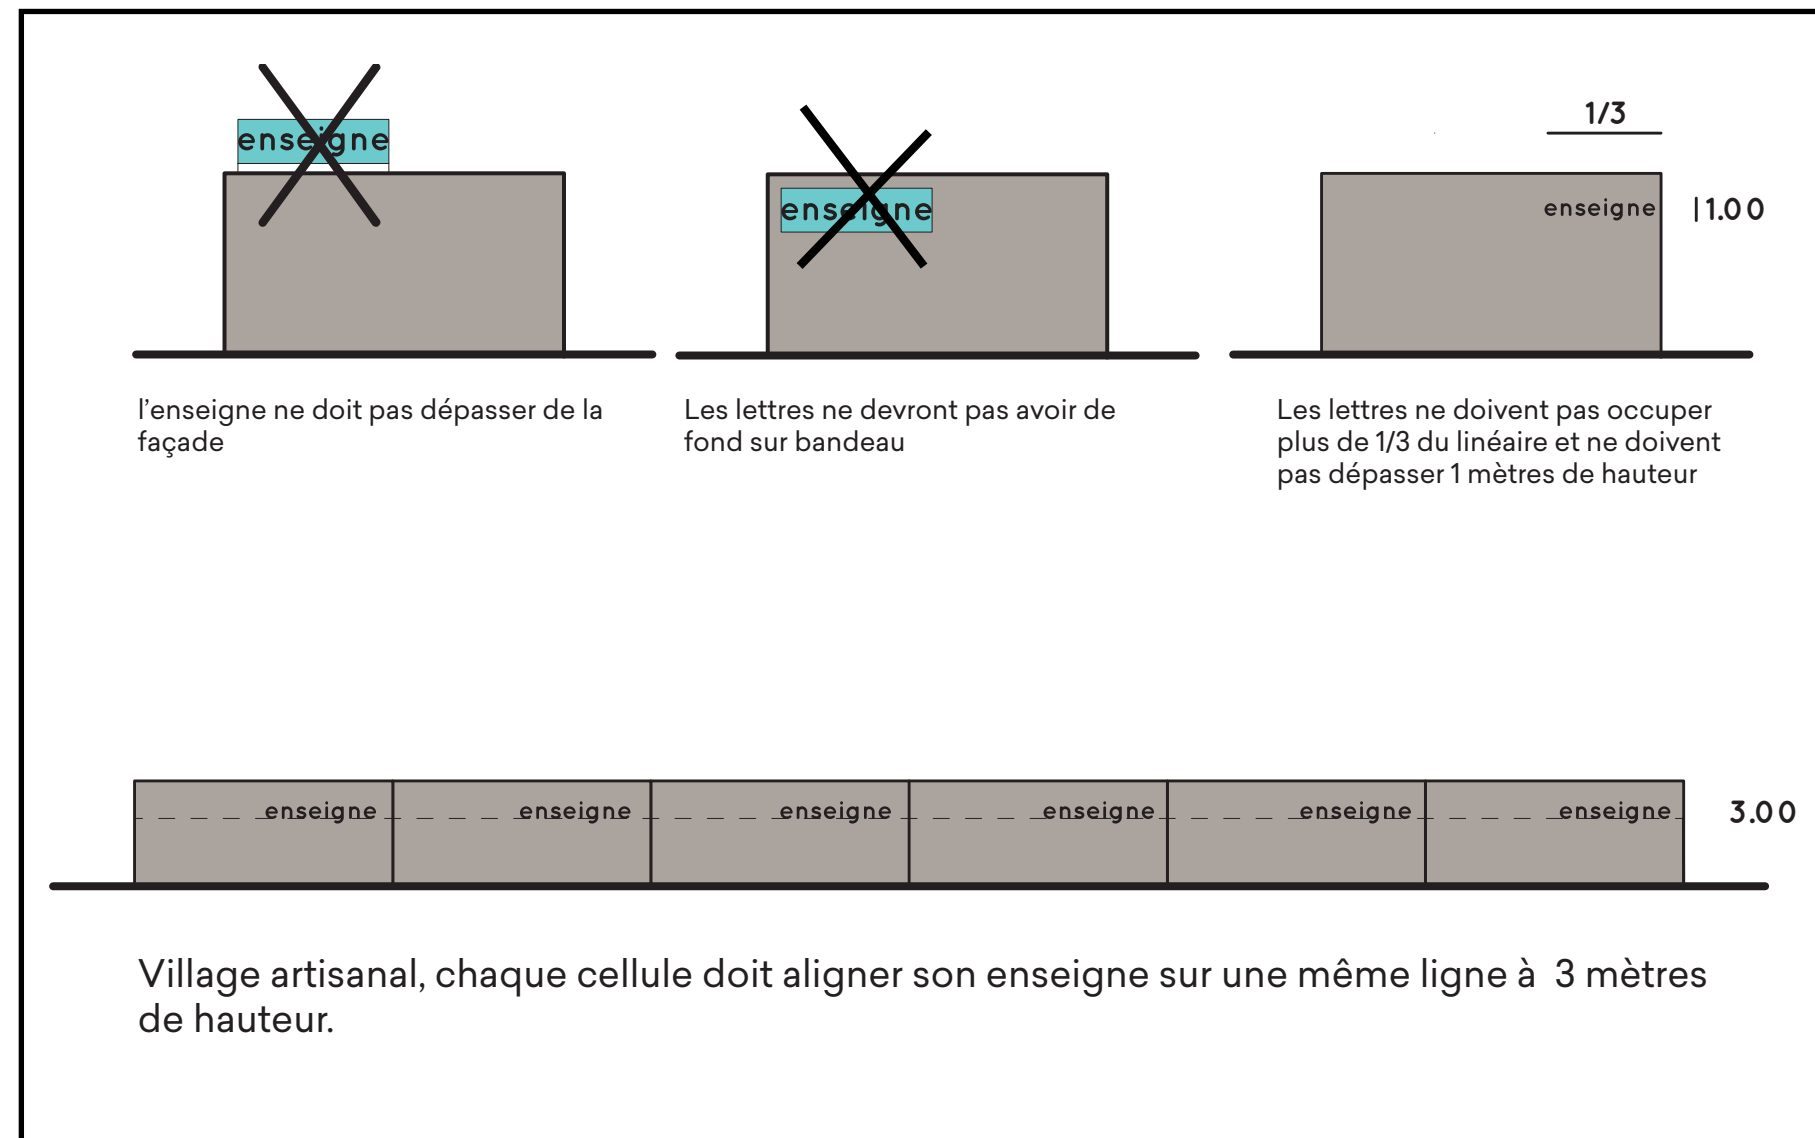 enseigne
enseigne
1/3
enseigne
1.00
l'enseigne ne doit pas dépasser de la
façade
Les lettres ne devront pas avoir de
fond sur bandeau
Les lettres ne doivent pas occuper
plus de 1/3 du linéaire et ne doivent
pas dépasser 1 mètres de hauteur
enseigne enseigne enseigne enseigne enseigne enseigne 3.00
Village artisanal, chaque cellule doit aligner son enseigne sur une même ligne à 3 mètres
de hauteur.